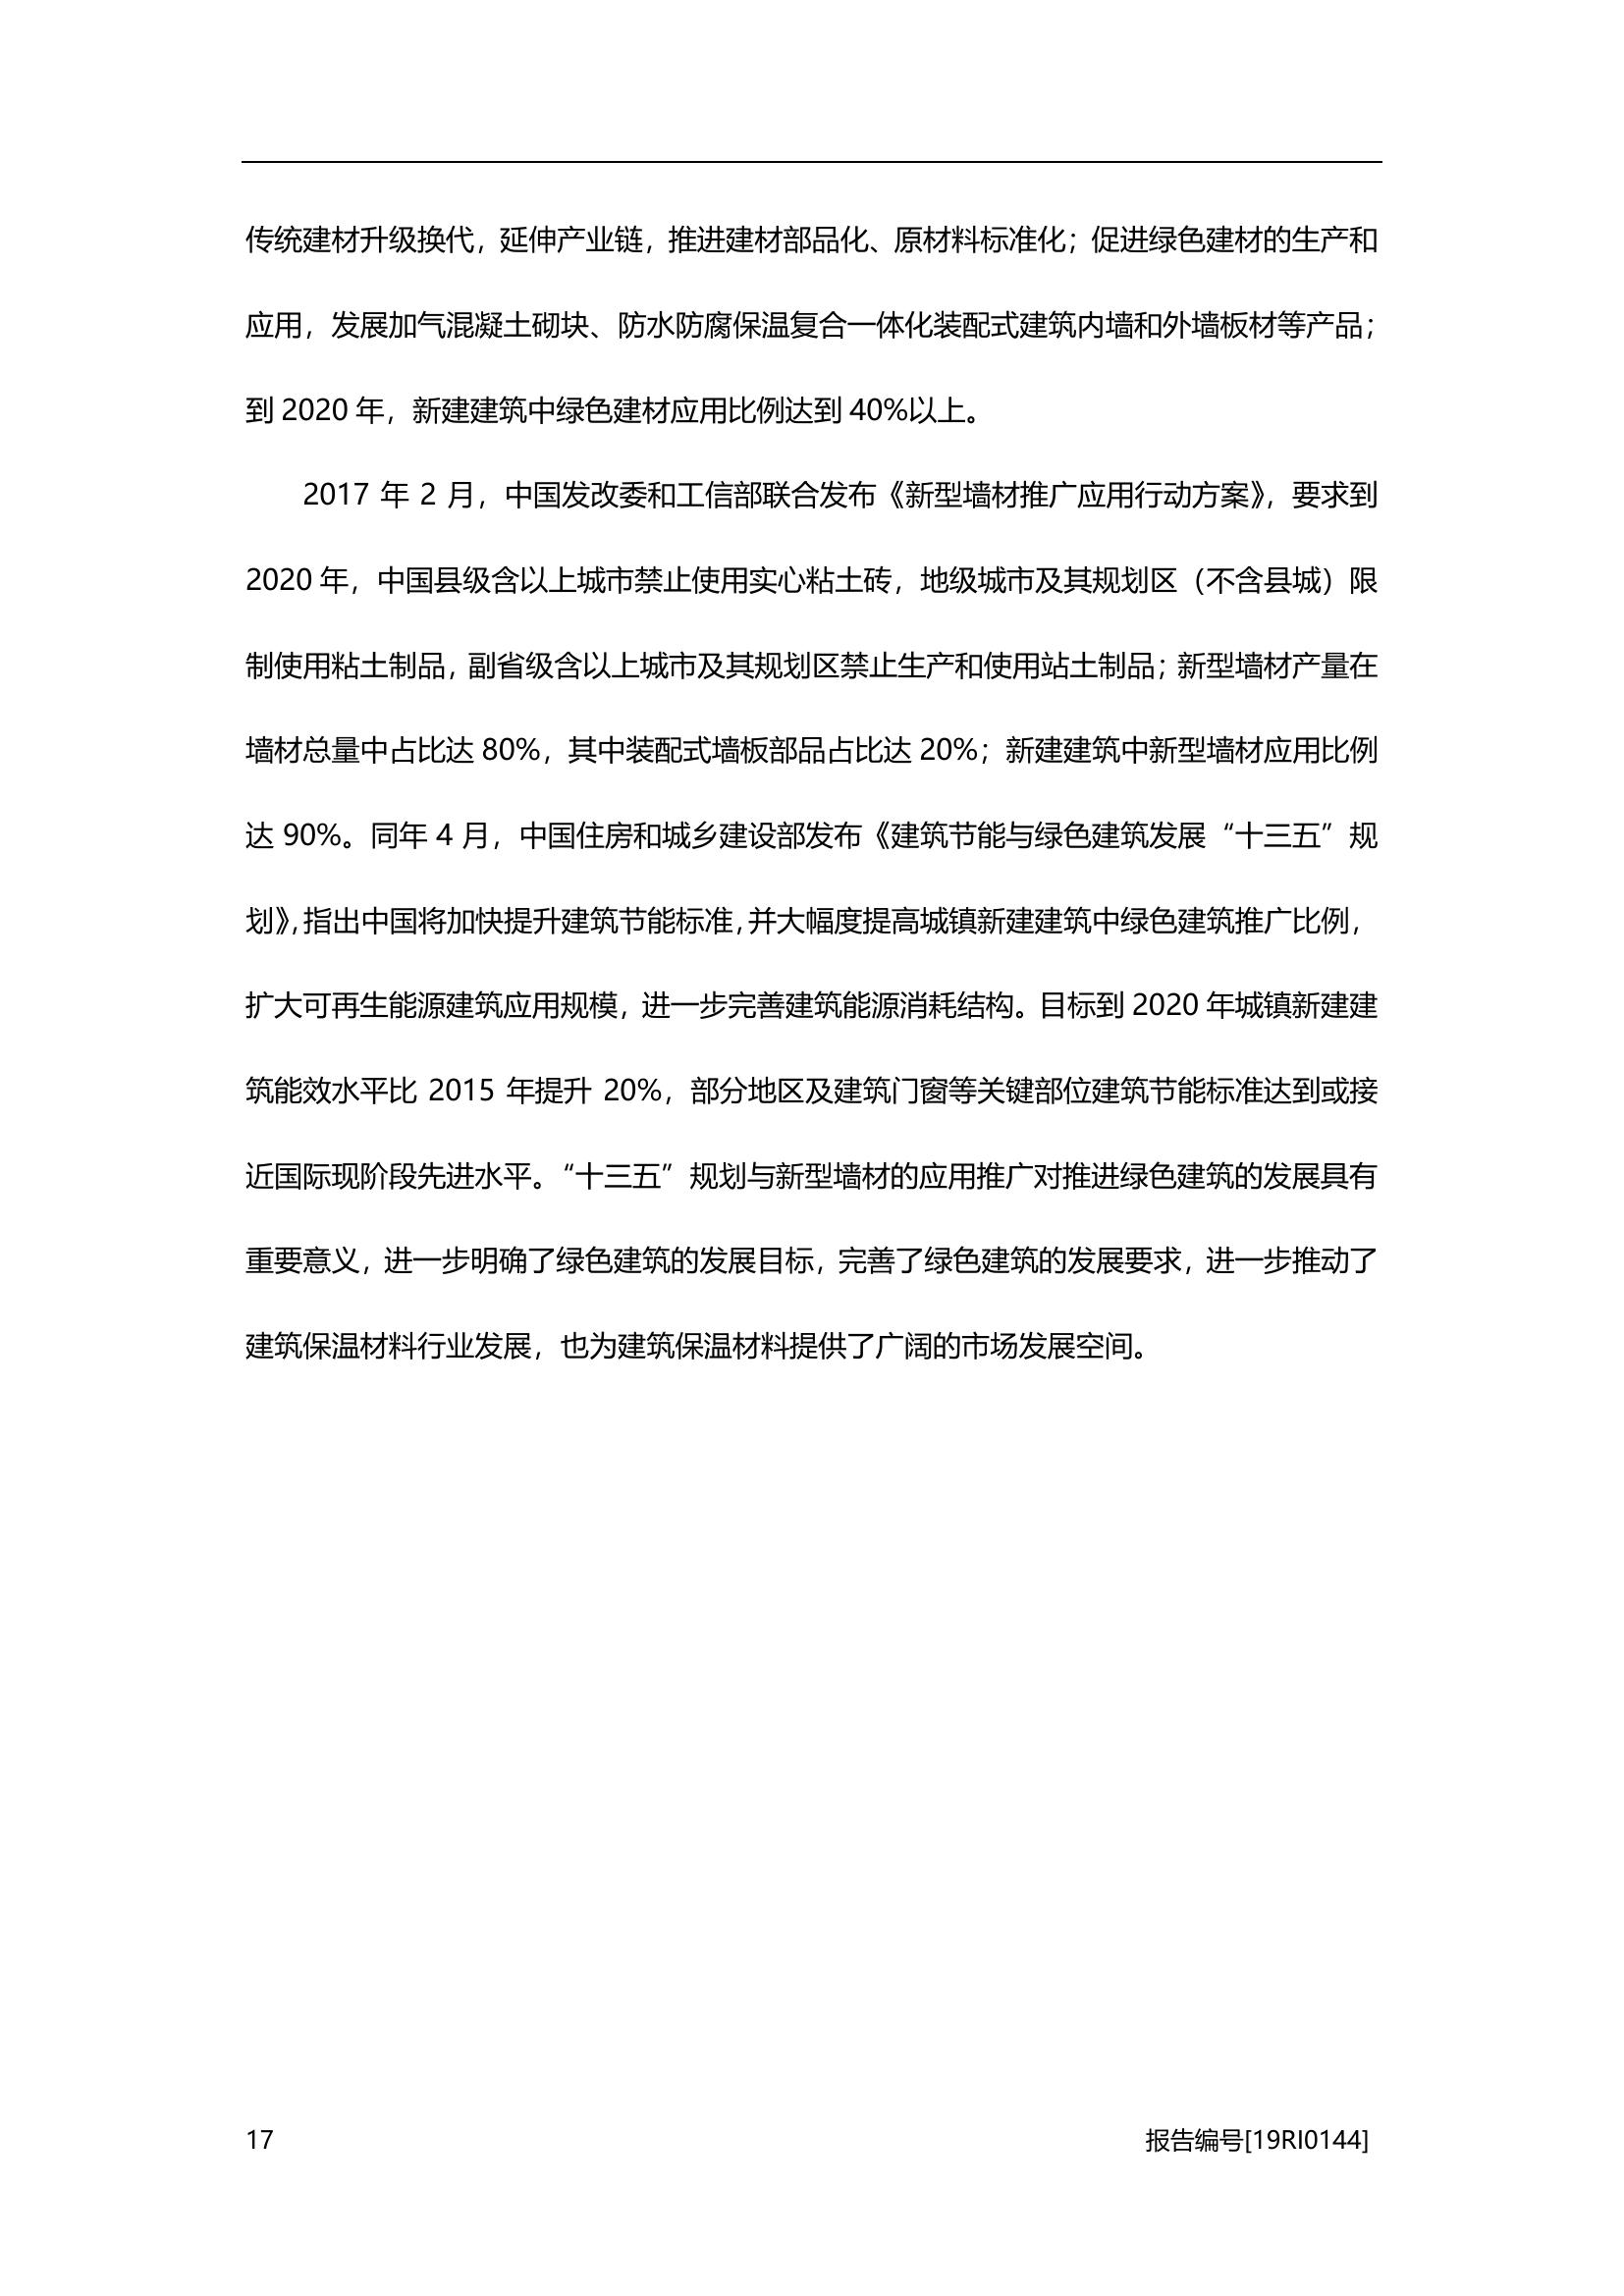 传统建材升级换代，延伸产业链，推进建材部品化、原材料标准化；促进绿色建材的生产和
应用，发展加气混凝土砌块、防水防腐保温复合一体化装配式建筑内墙和外墙板材等产品；
到 2020 年，新建建筑中绿色建材应用比例达到 40%以上。
2017 年 2 月，中国发改委和工信部联合发布《新型墙材推广应用行动方案》，要求到
2020 年，中国县级含以上城市禁止使用实心粘土砖，地级城市及其规划区（不含县城）限
制使用粘土制品，副省级含以上城市及其规划区禁止生产和使用站土制品；新型墙材产量在
墙材总量中占比达 80%，其中装配式墙板部品占比达 20%；新建建筑中新型墙材应用比例
达 90%。同年 4 月，中国住房和城乡建设部发布《建筑节能与绿色建筑发展“十三五”规
划》，指出中国将加快提升建筑节能标准，并大幅度提高城镇新建建筑中绿色建筑推广比例，
扩大可再生能源建筑应用规模，进一步完善建筑能源消耗结构。目标到 2020 年城镇新建建
筑能效水平比 2015 年提升 20%，部分地区及建筑门窗等关键部位建筑节能标准达到或接
近国际现阶段先进水平。“十三五”规划与新型墙材的应用推广对推进绿色建筑的发展具有
重要意义，进一步明确了绿色建筑的发展目标，完善了绿色建筑的发展要求，进一步推动了
建筑保温材料行业发展，也为建筑保温材料提供了广阔的市场发展空间。
17 报告编号[19RI0144]